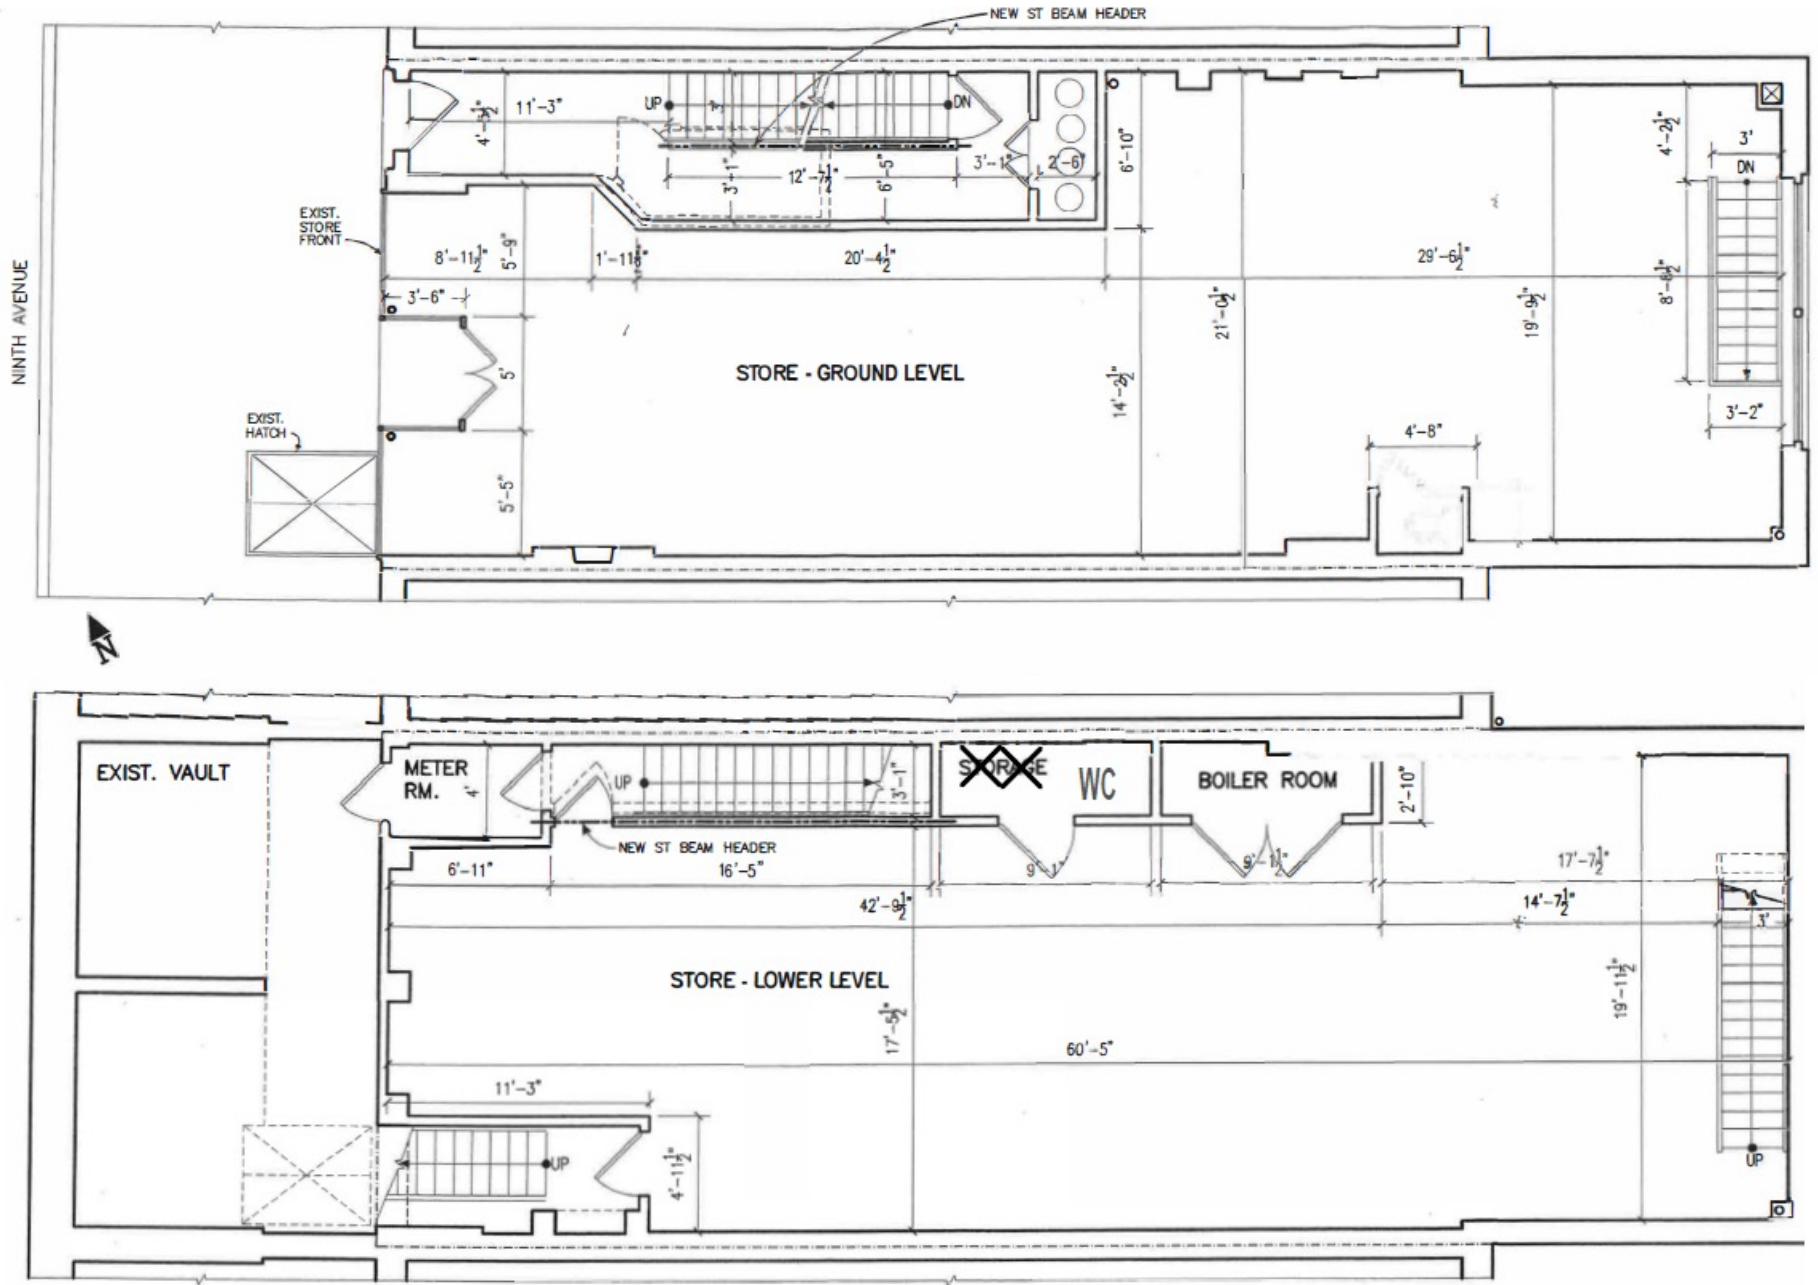 NEW ST BEAM HEADER
UP
DN
11'-3"
4'-5½"
3'-1"
12'-7½"
6'-5"
3'-1"
2'-6"
6'-10"
4'-2½"
3'
DN
EXIST.
STORE
FRONT
8'-11½"
5'-9"
20'-4½"
29'-6½"
8'-8½"
3'-6"
21'-0½"
19'-9½"
NINTH AVENUE
STORE - GROUND LEVEL
5'
14'-2½"
3'-2"
EXIST.
HATCH
4'-8"
5'-5"
N
EXIST. VAULT
METER
RM.
4'
UP
3'-1"
STORAGE
WC
BOILER ROOM
2'-10"
NEW ST BEAM HEADER
6'-11"
16'-5"
9'-1"
9'-1½"
17'-7½"
42'-9½"
14'-7½"
3'
STORE - LOWER LEVEL
17'-5½"
19'-11½"
60'-5"
11'-3"
UP
4'-11½"
UP